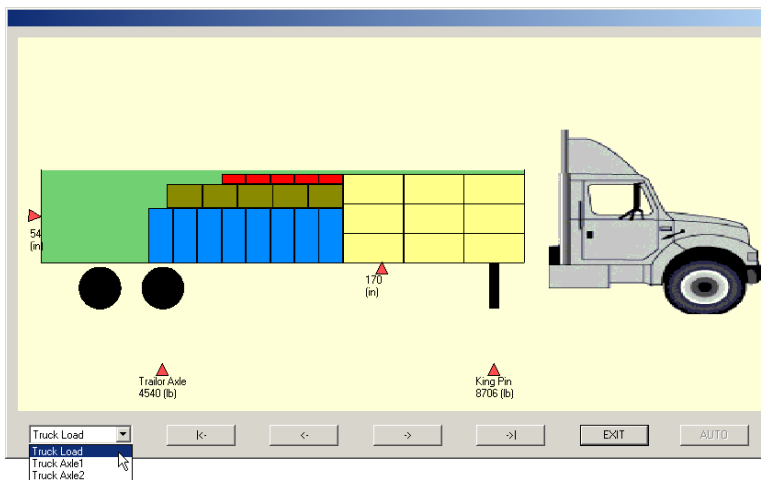 54
(in)
170
(in)
Trailor Axle
4540 (lb)
King Pin
8706 (lb)
Truck Load
|<-
<-
->
->|
EXIT
AUTO
Truck Load
Truck Axle1
Truck Axle2